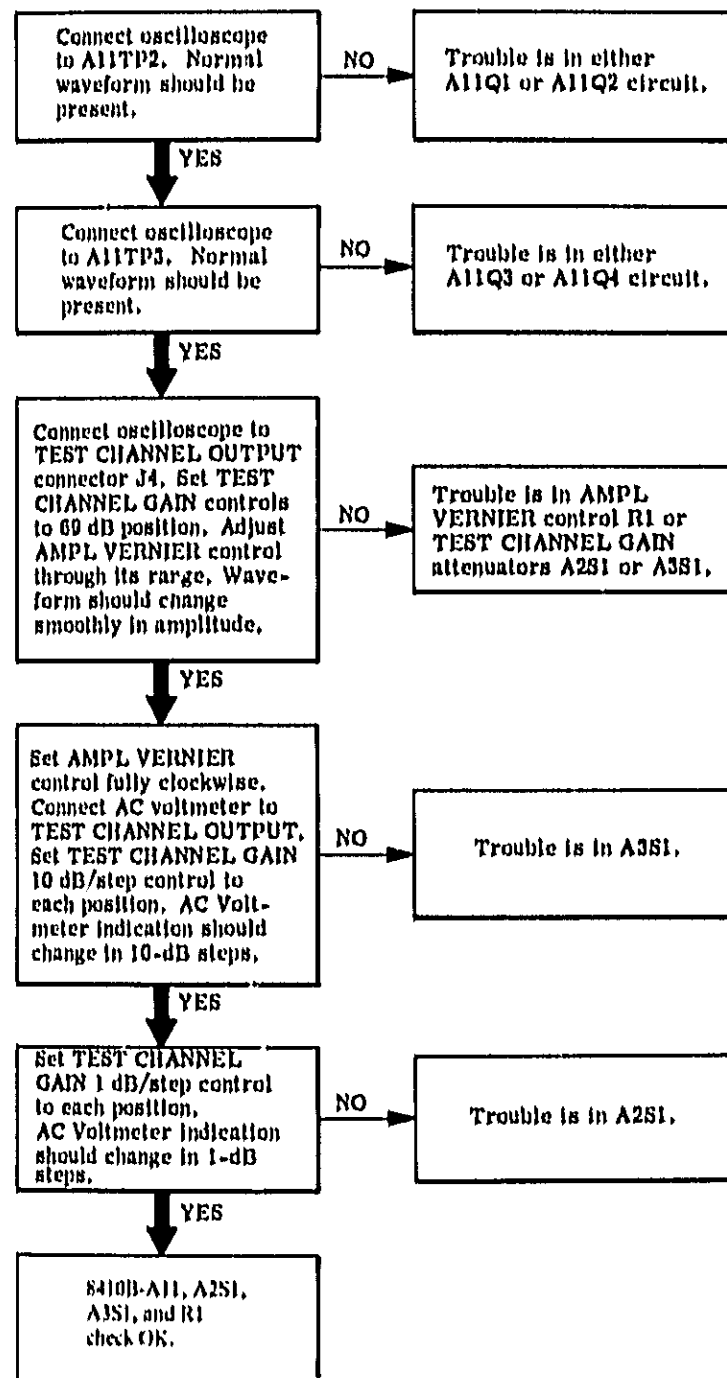 Connect oscilloscope
to A11TP2. Normal
waveform should be
present.
NO
Trouble is in either
A11Q1 or A11Q2 circuit.
YES
Connect oscilloscope
to A11TP3. Normal
waveform should be
present.
NO
Trouble is in either
A11Q3 or A11Q4 circuit.
YES
Connect oscilloscope to
TEST CHANNEL OUTPUT
connector J4. Set TEST
CHANNEL GAIN controls
to 69 dB position. Adjust
AMPL VERNIER control
through its range. Wave-
form should change
smoothly in amplitude.
NO
Trouble is in AMPL
VERNIER control R1 or
TEST CHANNEL GAIN
attenuators A2S1 or A3S1.
YES
Set AMPL VERNIER
control fully clockwise.
Connect AC voltmeter to
TEST CHANNEL OUTPUT.
Set TEST CHANNEL GAIN
10 dB/step control to
each position. AC Volt-
meter indication should
change in 10-dB steps.
NO
Trouble is in A3S1.
YES
Set TEST CHANNEL
GAIN 1 dB/step control
to each position.
AC Voltmeter indication
should change in 1-dB
steps.
NO
Trouble is in A2S1.
YES
8410B-A11, A2S1,
A3S1, and R1
check OK.